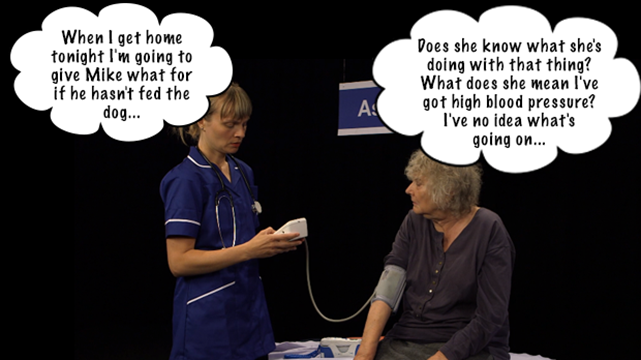 When I get home
tonight I'm going to
give Mike what for
if he hasn't fed the
dog...
Does she know what she's
doing with that thing?
What does she mean I've
got high blood pressure?
I've no idea what's
going on...